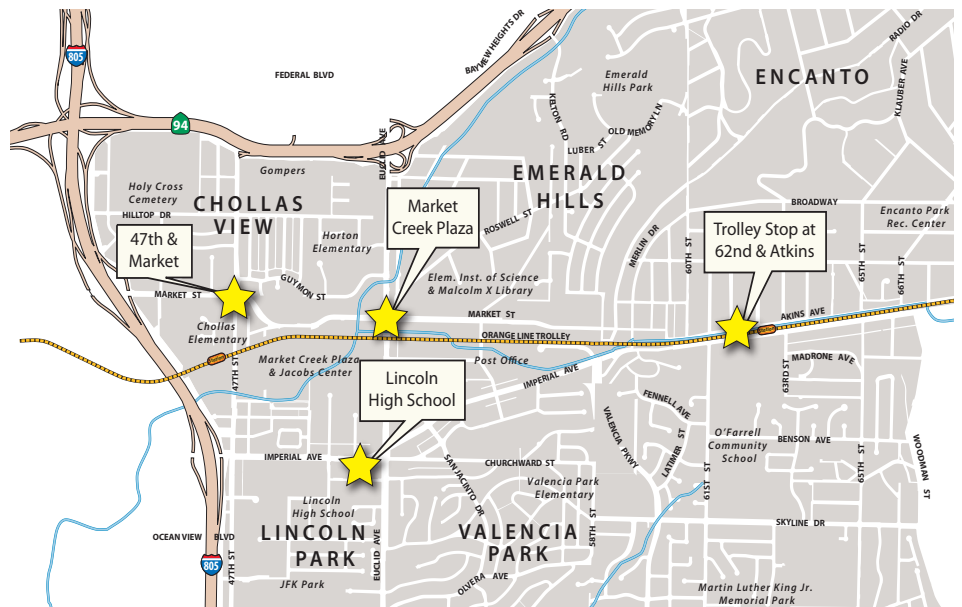 805
BAYVIEW HEIGHTS DR
RADIO DR
FEDERAL BLVD
Emerald
Hills Park
ENCANTO
KLAUBER AVE
94
EUCLID AVE
KELTON RD
OLD MEMORY LN
LUBER ST
Gompers
EMERALD
HILLS
Holy Cross
Cemetery
CHOLLAS
VIEW
HILLTOP DR
Market
Creek Plaza
ROSWELL ST
BROADWAY
Encanto Park
Rec. Center
47th &
Market
Horton
Elementary
MERLIN DR
60TH ST
Trolley Stop at
62nd & Atkins
65TH ST
66TH ST
GUYMON ST
Elem. Inst. of Science
& Malcolm X Library
MARKET ST
MARKET ST
AKINS AVE
Chollas
Elementary
ORANGE LINE TROLLEY
Market Creek Plaza
& Jacobs Center
Post Office
MADRONE AVE
47TH ST
IMPERIAL AVE
63RD ST
Lincoln
High School
FENNELL AVE
VALENCIA PKWY
LATIMER ST
O'Farrell
Community
School
BENSON AVE
WOODMAN ST
IMPERIAL AVE
SAN JACINTO DR
CHURCHWARD ST
Valencia Park
Elementary
61ST ST
65TH ST
Lincoln
High School
OCEAN VIEW BLVD
LINCOLN
PARK
EUCLID AVE
VALENCIA
PARK
58TH ST
SKYLINE DR
805
47TH ST
JFK Park
OLVERA AVE
Martin Luther King Jr.
Memorial Park